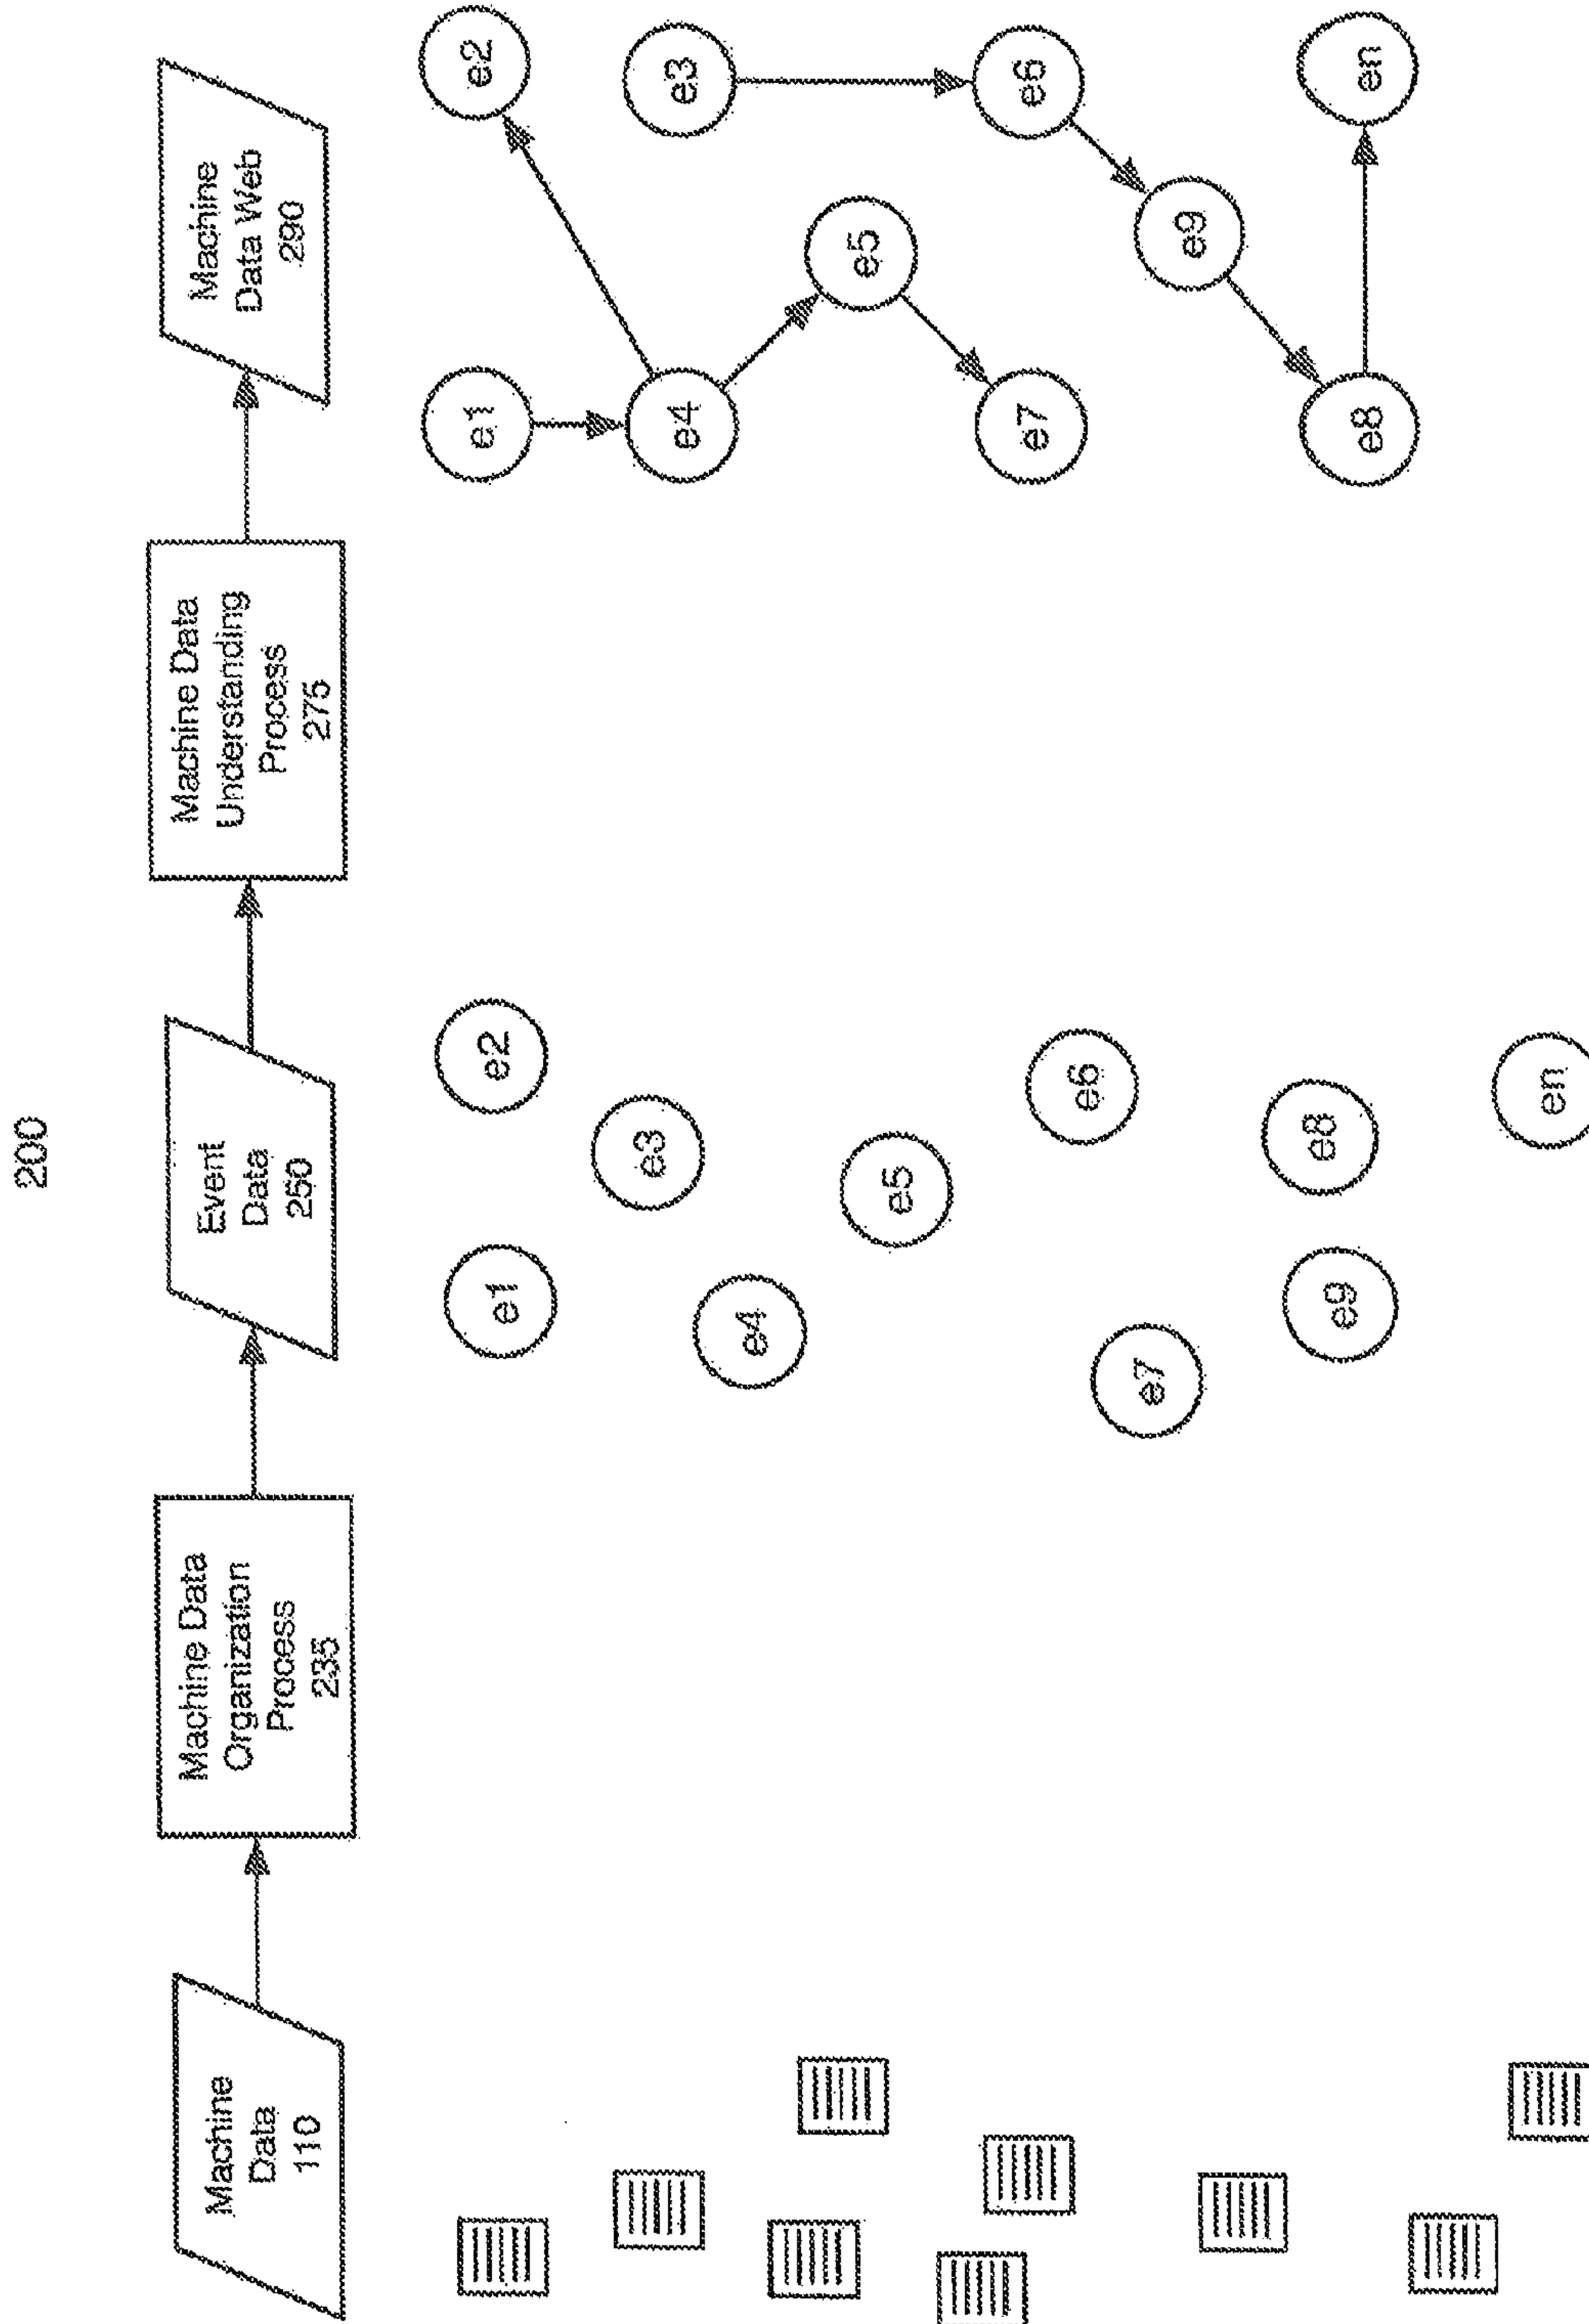 200
Machine
Data
110
Machine Data
Organization
Process
235
Event
Data
250
Machine Data
Understanding
Process
275
Machine
Data Web
290
e1
e2
e3
e4
e5
e6
e7
e8
e9
en
e1
e2
e4
e3
e5
e7
e6
e9
e8
en